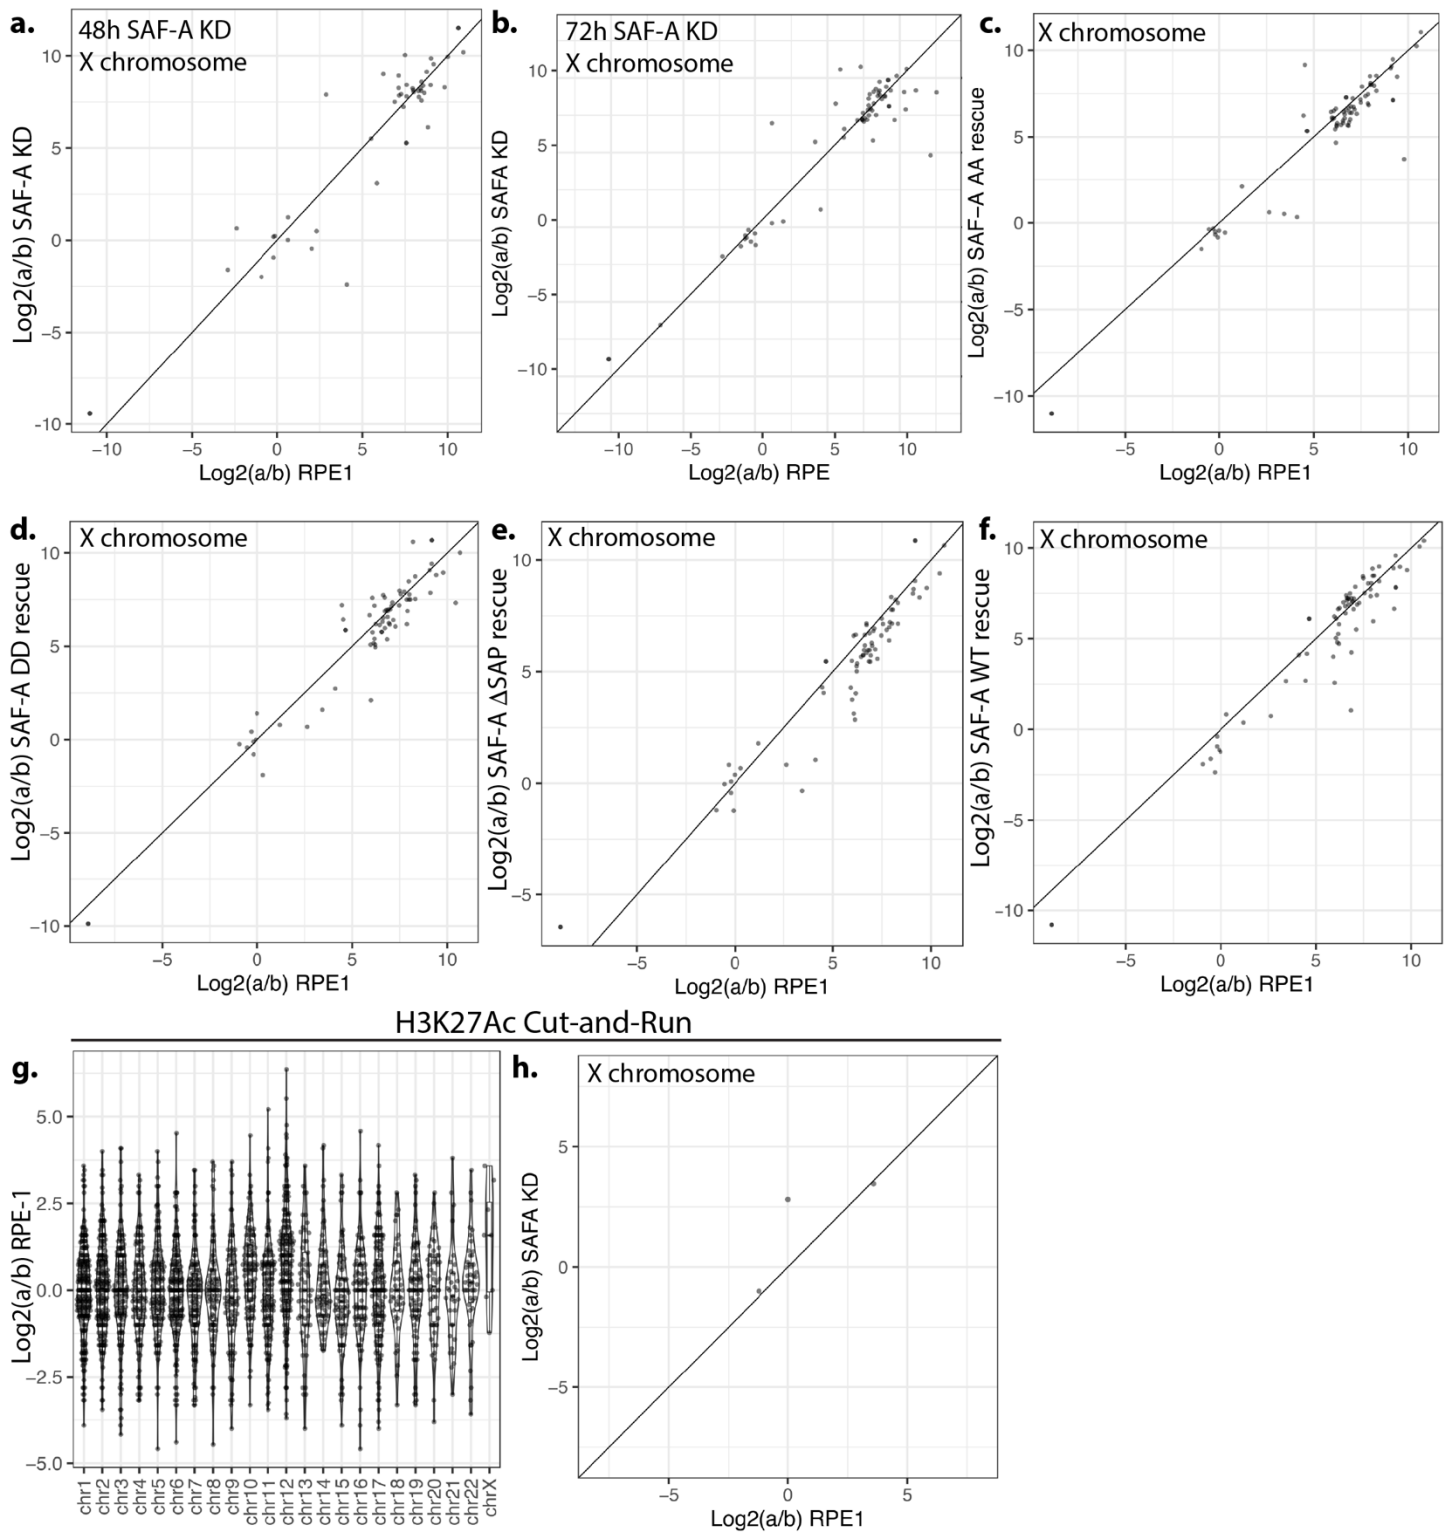 a.
48h SAF-A KD
X chromosome
Log2(a/b) SAF-A KD
10
5
0
−5
-10
−10
−5
0
5
10
Log2(a/b) RPE1
b.
72h SAF-A KD
X chromosome
Log2(a/b) SAFA KD
10
5
0
−5
−10
−10
−5
0
5
10
Log2(a/b) RPE
c.
X chromosome
Log2(a/b) SAF−A AA rescue
10
5
0
−5
−10
−5
0
5
10
Log2(a/b) RPE1
d.
X chromosome
Log2(a/b) SAF-A DD rescue
10
5
0
−5
−10
−5
0
5
10
Log2(a/b) RPE1
e.
X chromosome
Log2(a/b) SAF-A ΔSAP rescue
10
5
0
−5
−5
0
5
10
Log2(a/b) RPE1
f.
X chromosome
Log2(a/b) SAF-A WT rescue
10
5
0
−5
−10
−5
0
5
10
Log2(a/b) RPE1
H3K27Ac Cut-and-Run
g.
Log2(a/b) RPE-1
5.0
2.5
0.0
−2.5
−5.0
chr1
chr2
chr3
chr4
chr5
chr6
chr7
chr8
chr9
chr10
chr11
chr12
chr13
chr14
chr15
chr16
chr17
chr18
chr19
chr20
chr21
chr22
chrX
h.
X chromosome
Log2(a/b) SAFA KD
5
0
−5
−5
0
5
Log2(a/b) RPE1